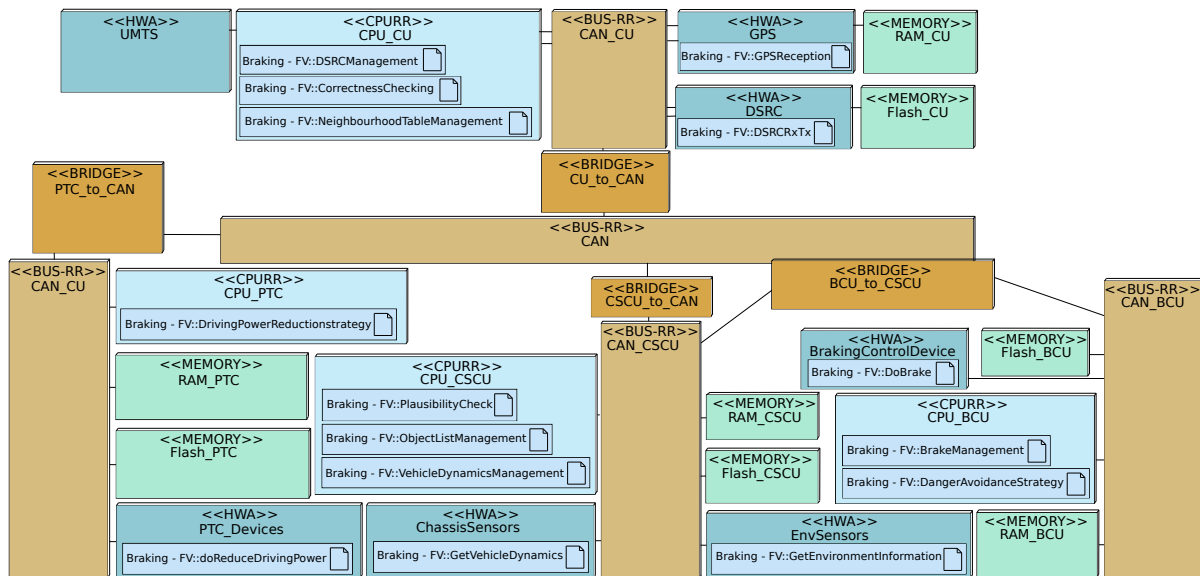 <<HWA>>
UMTS
<<CPURR>>
CPU_CU
Braking - FV::DSRCManagement
Braking - FV::CorrectnessChecking
Braking - FV::NeighbourhoodTableManagement
<<BUS-RR>>
CAN_CU
<<HWA>>
GPS
Braking - FV::GPSReception
<<MEMORY>>
RAM_CU
<<HWA>>
DSRC
Braking - FV::DSRCRxTx
<<MEMORY>>
Flash_CU
<<BRIDGE>>
PTC_to_CAN
<<BRIDGE>>
CU_to_CAN
<<BUS-RR>>
CAN
<<BUS-RR>>
CAN_CU
<<CPURR>>
CPU_PTC
Braking - FV::DrivingPowerReductionstrategy
<<BRIDGE>>
CSCU_to_CAN
<<BRIDGE>>
BCU_to_CSCU
<<BUS-RR>>
CAN_BCU
<<BUS-RR>>
CAN_CSCU
<<HWA>>
BrakingControlDevice
Braking - FV::DoBrake
<<MEMORY>>
Flash_BCU
<<MEMORY>>
RAM_PTC
<<CPURR>>
CPU_CSCU
Braking - FV::PlausibilityCheck
Braking - FV::ObjectListManagement
Braking - FV::VehicleDynamicsManagement
<<MEMORY>>
RAM_CSCU
<<CPURR>>
CPU_BCU
Braking - FV::BrakeManagement
Braking - FV::DangerAvoidanceStrategy
<<MEMORY>>
Flash_PTC
<<MEMORY>>
Flash_CSCU
<<HWA>>
PTC_Devices
Braking - FV::doReduceDrivingPower
<<HWA>>
ChassisSensors
Braking - FV::GetVehicleDynamics
<<HWA>>
EnvSensors
Braking - FV::GetEnvironmentInformation
<<MEMORY>>
RAM_BCU